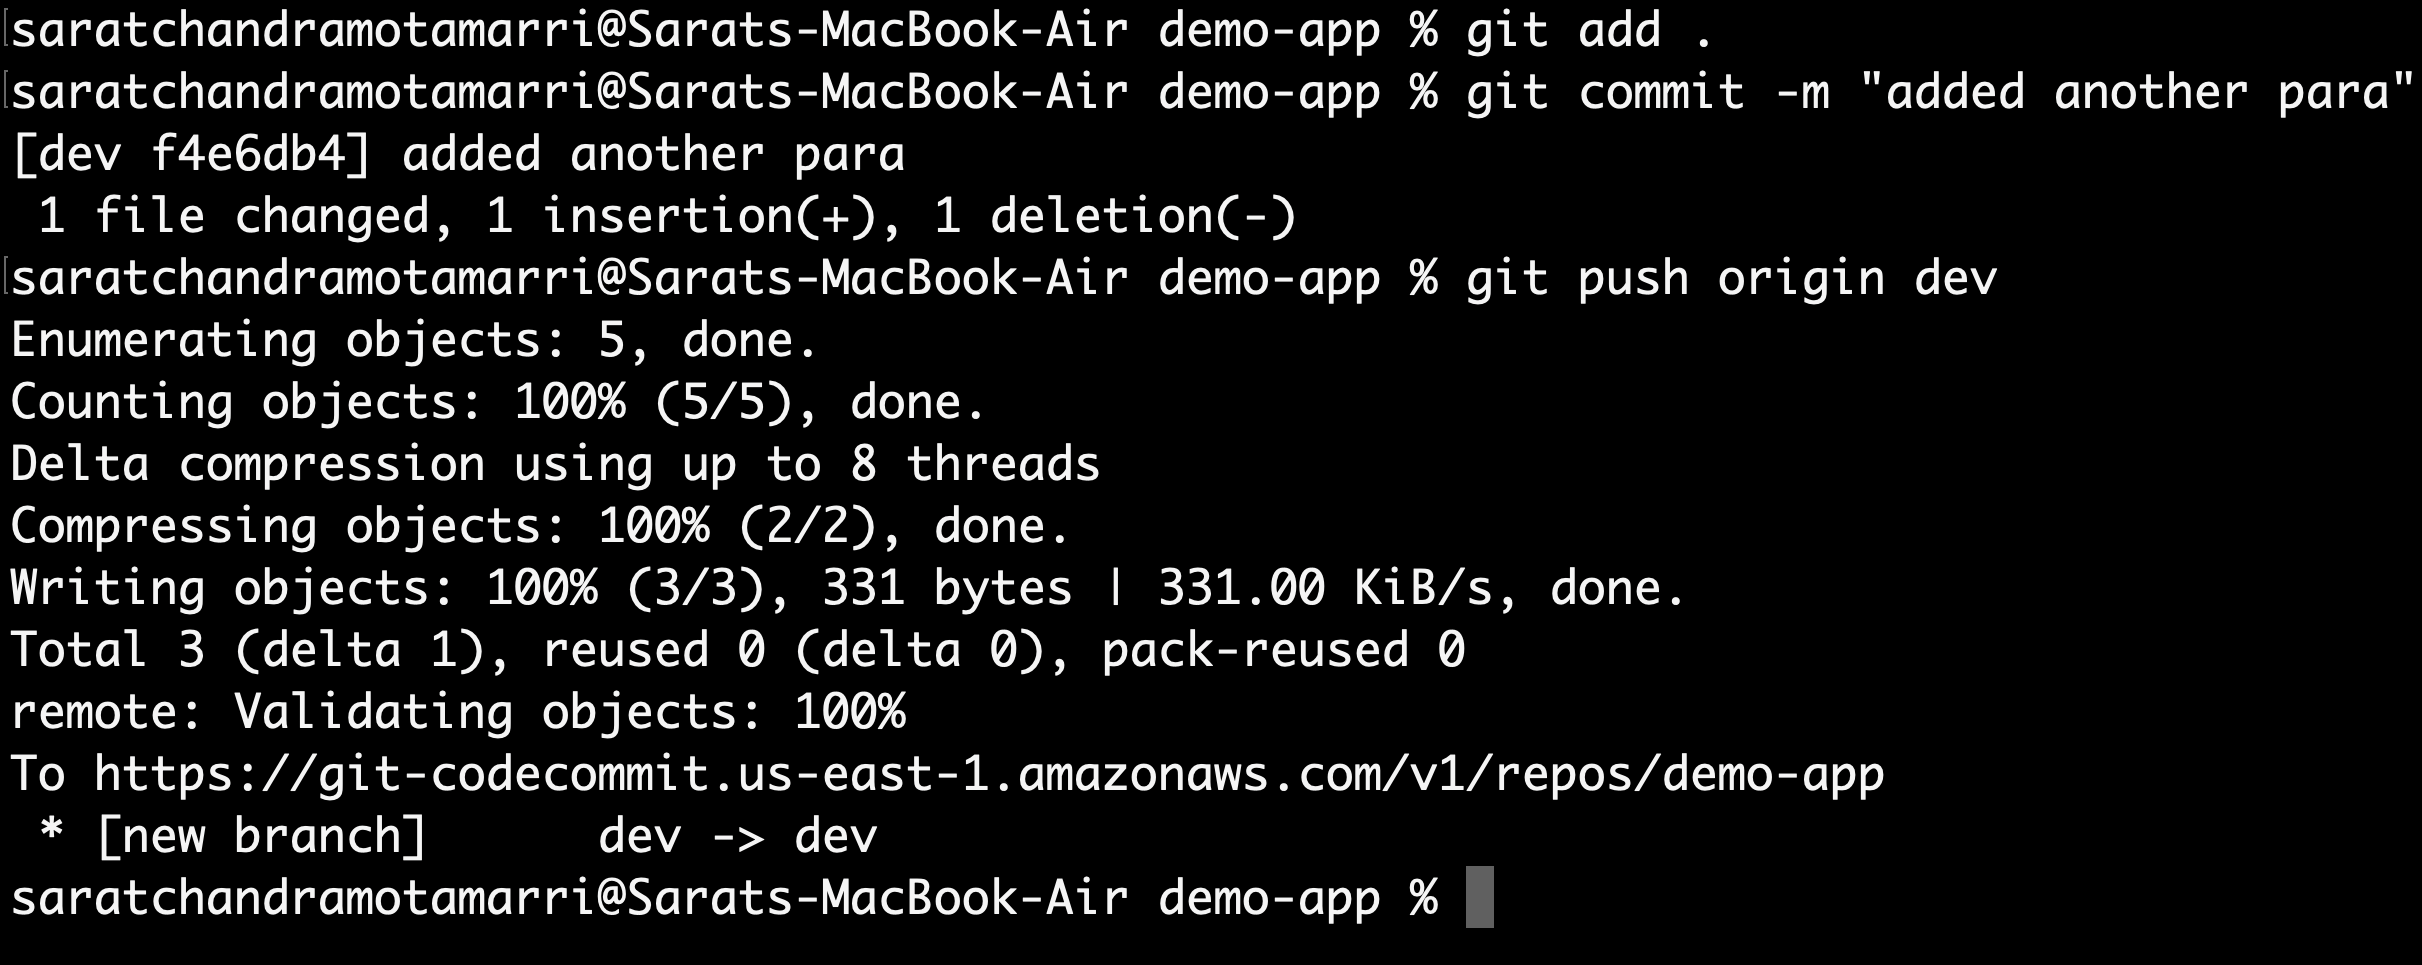 saratchandramotamarri@Sarats-MacBook-Air demo-app % git add .
saratchandramotamarri@Sarats-MacBook-Air demo-app % git commit -m "added another para"
[dev f4e6db4] added another para
 1 file changed, 1 insertion(+), 1 deletion(-)
saratchandramotamarri@Sarats-MacBook-Air demo-app % git push origin dev
Enumerating objects: 5, done.
Counting objects: 100% (5/5), done.
Delta compression using up to 8 threads
Compressing objects: 100% (2/2), done.
Writing objects: 100% (3/3), 331 bytes | 331.00 KiB/s, done.
Total 3 (delta 1), reused 0 (delta 0), pack-reused 0
remote: Validating objects: 100%
To https://git-codecommit.us-east-1.amazonaws.com/v1/repos/demo-app
 * [new branch]      dev -> dev
saratchandramotamarri@Sarats-MacBook-Air demo-app %